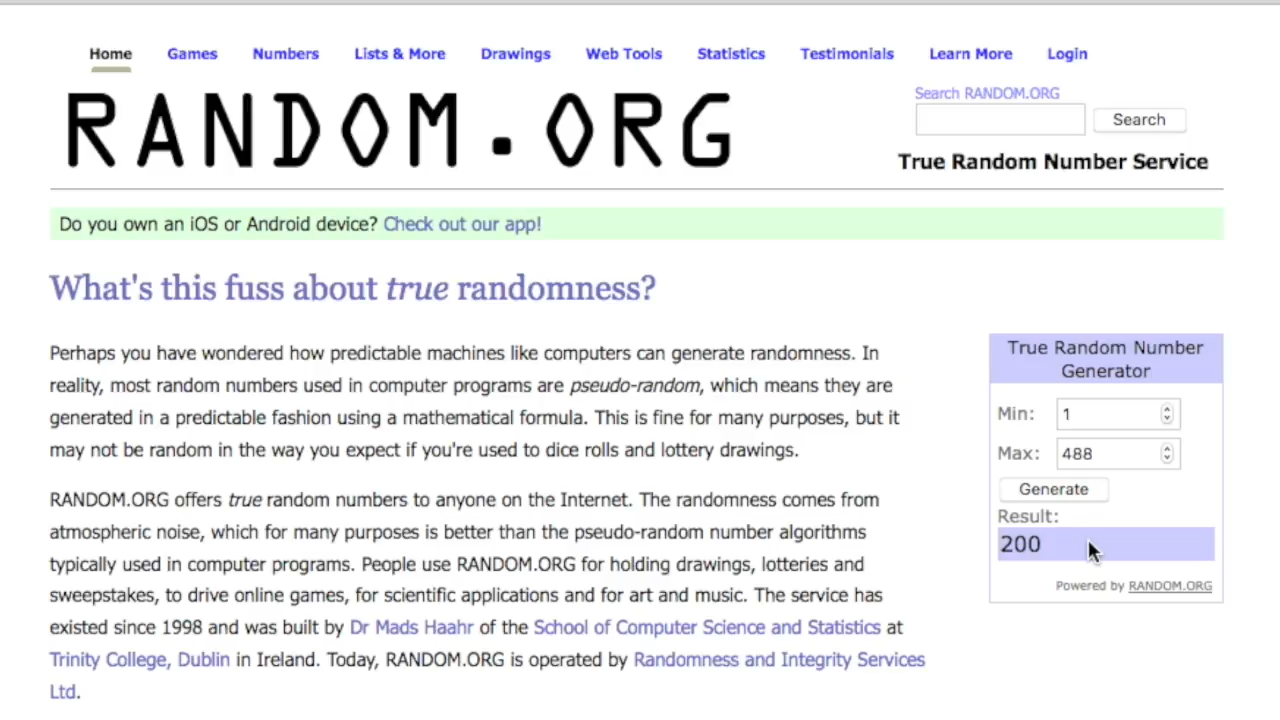 Home Games Numbers Lists & More Drawings Web Tools Statistics Testimonials Learn More Login
RANDOM.ORG
Search RANDOM.ORG
Search
True Random Number Service
Do you own an iOS or Android device? Check out our app!
What's this fuss about true randomness?
Perhaps you have wondered how predictable machines like computers can generate randomness. In
reality, most random numbers used in computer programs are pseudo-random, which means they are
generated in a predictable fashion using a mathematical formula. This is fine for many purposes, but it
may not be random in the way you expect if you're used to dice rolls and lottery drawings.
RANDOM.ORG offers true random numbers to anyone on the Internet. The randomness comes from
atmospheric noise, which for many purposes is better than the pseudo-random number algorithms
typically used in computer programs. People use RANDOM.ORG for holding drawings, lotteries and
sweepstakes, to drive online games, for scientific applications and for art and music. The service has
existed since 1998 and was built by Dr Mads Haahr of the School of Computer Science and Statistics at
Trinity College, Dublin in Ireland. Today, RANDOM.ORG is operated by Randomness and Integrity Services
Ltd.
True Random Number
Generator
Min: 1
Max: 488
Generate
Result:
200
Powered by RANDOM.ORG